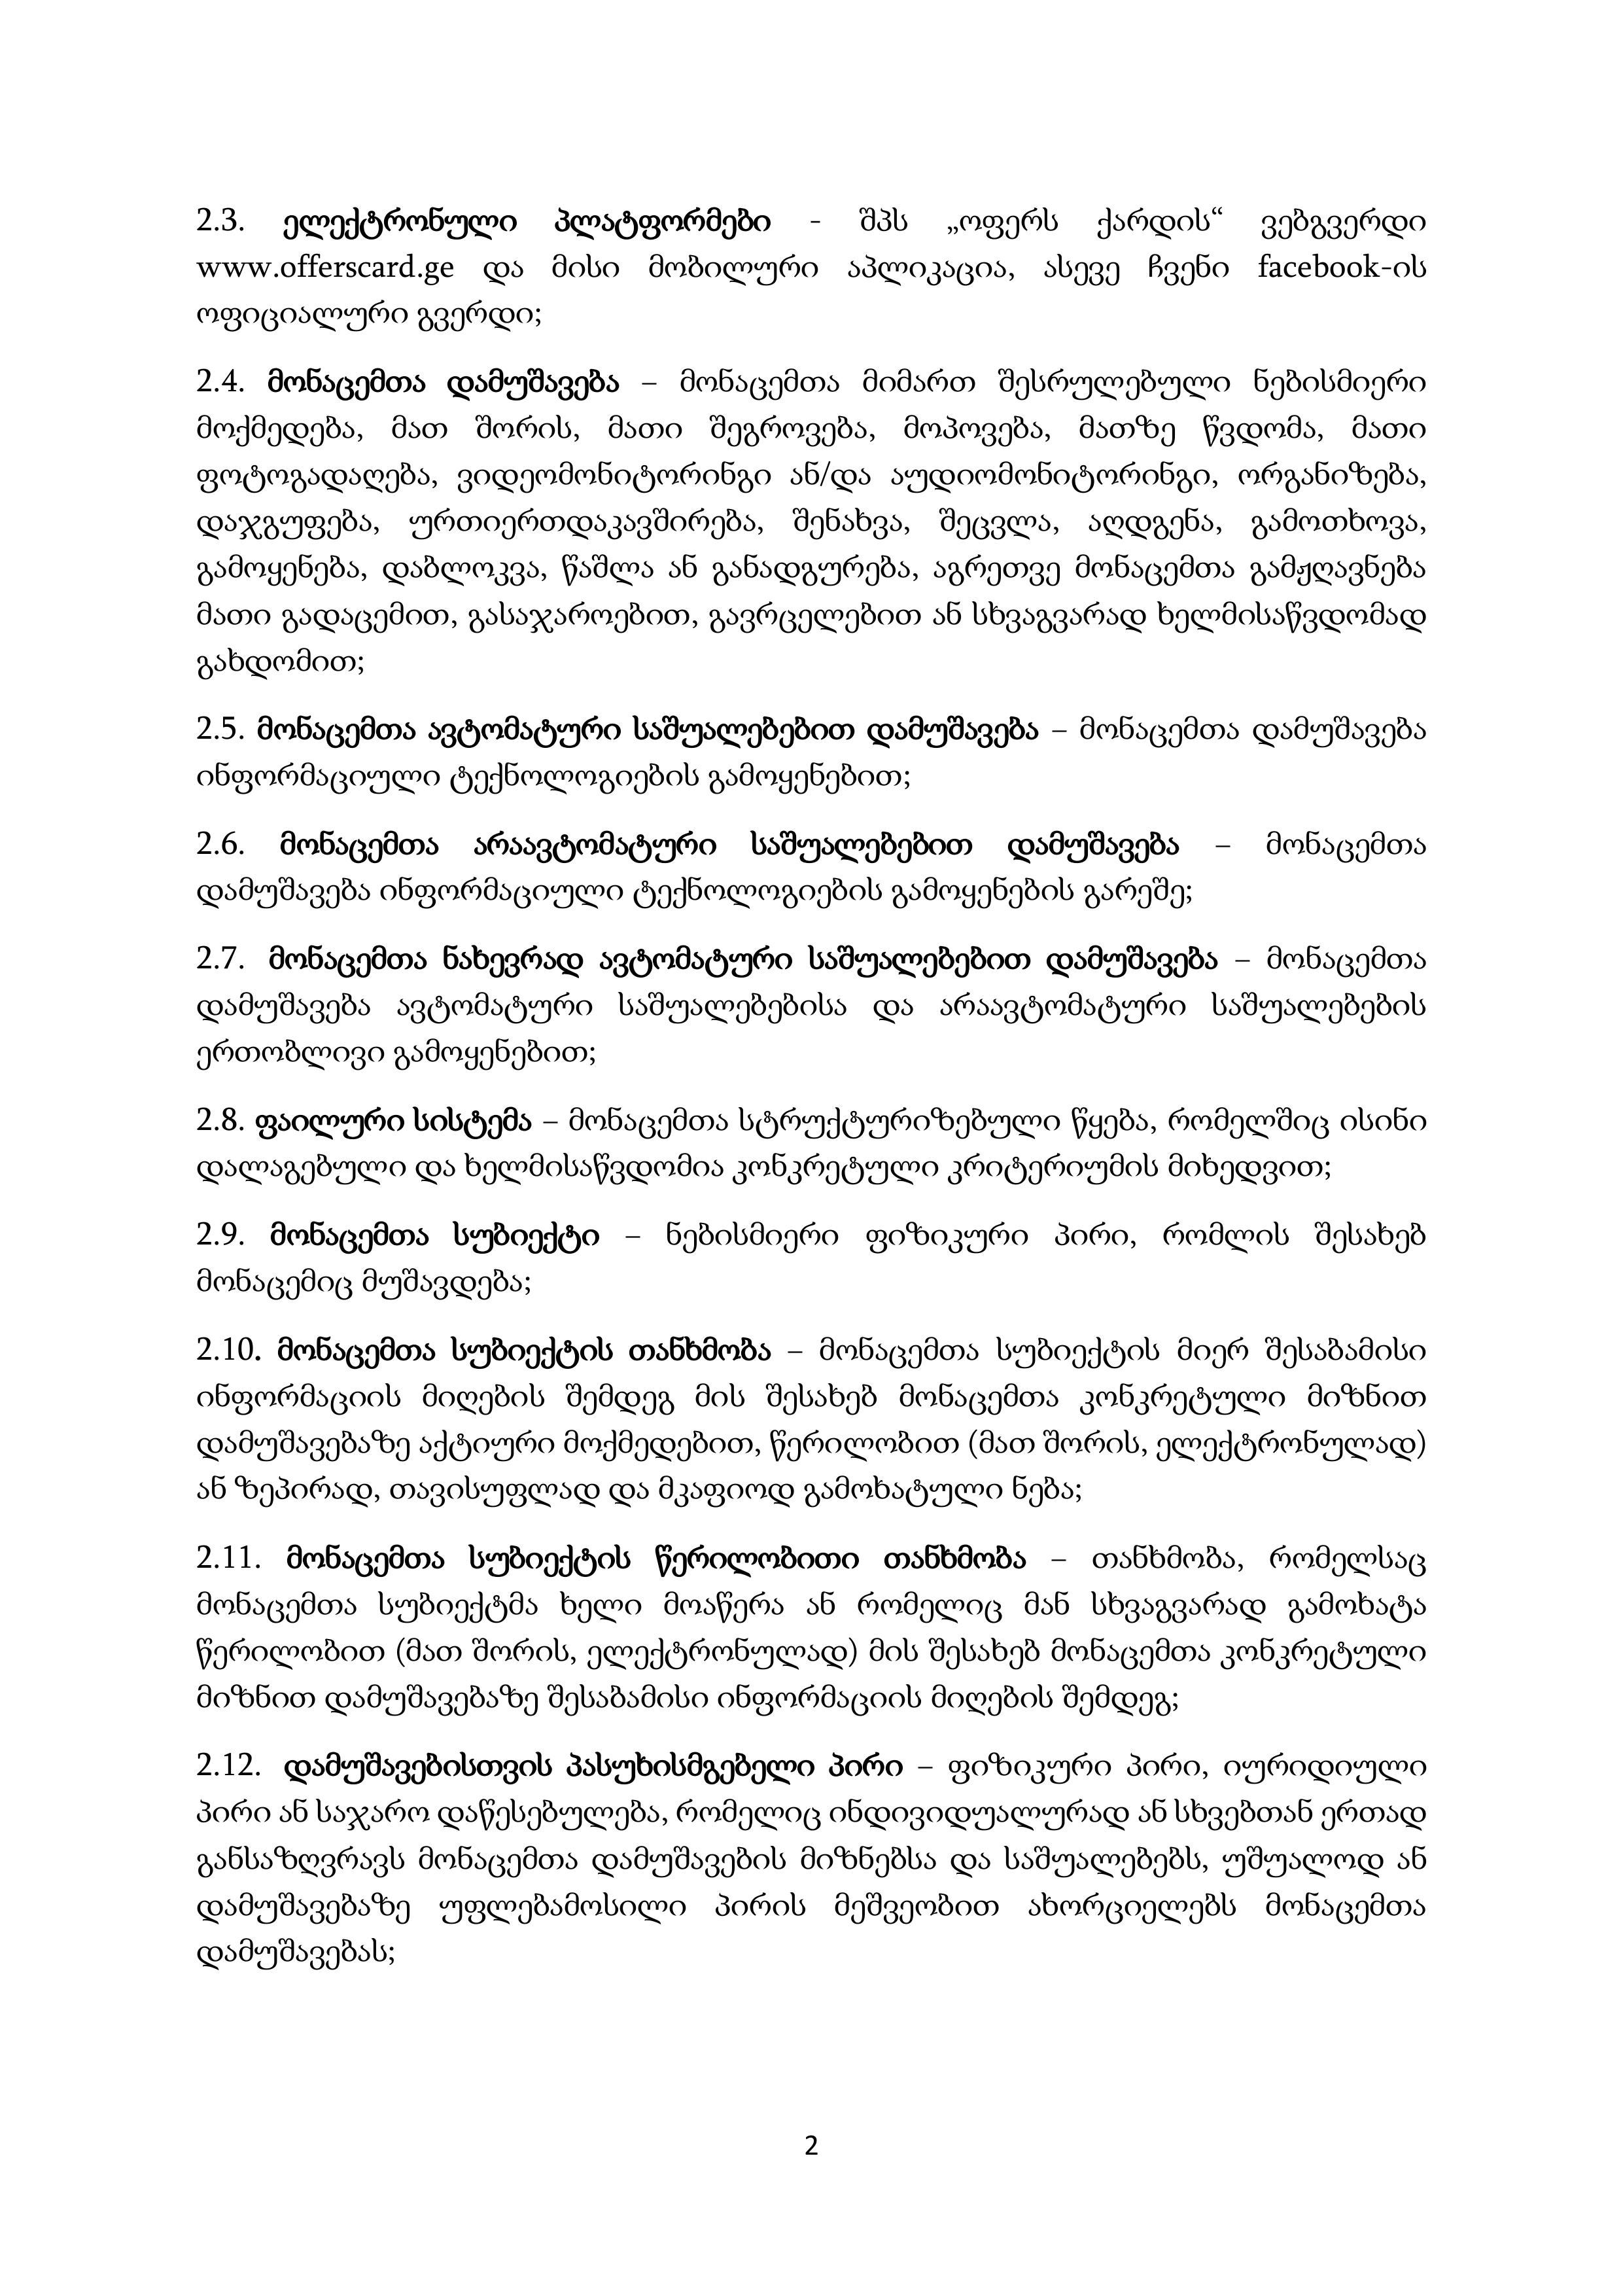 2.3. ელექტრონული პლატფორმები - შპს „ოფერს ქარდის“ ვებგვერდი
www.offerscard.ge და მისი მობილური აპლიკაცია, ასევე ჩვენი facebook-ის
ოფიციალური გვერდი;
2.4. მონაცემთა დამუშავება – მონაცემთა მიმართ შესრულებული ნებისმიერი
მოქმედება, მათ შორის, მათი შეგროვება, მოპოვება, მათზე წვდომა, მათი
ფოტოგადაღება, ვიდეომონიტორინგი ან/და აუდიომონიტორინგი, ორგანიზება,
დაჯგუფება, ურთიერთდაკავშირება, შენახვა, შეცვლა, აღდგენა, გამოთხოვა,
გამოყენება, დაბლოკვა, წაშლა ან განადგურება, აგრეთვე მონაცემთა გამჟღავნება
მათი გადაცემით, გასაჯაროებით, გავრცელებით ან სხვაგვარად ხელმისაწვდომად
გახდომით;
2.5. მონაცემთა ავტომატური საშუალებებით დამუშავება – მონაცემთა დამუშავება
ინფორმაციული ტექნოლოგიების გამოყენებით;
2.6. მონაცემთა არაავტომატური საშუალებებით დამუშავება – მონაცემთა
დამუშავება ინფორმაციული ტექნოლოგიების გამოყენების გარეშე;
2.7. მონაცემთა ნახევრად ავტომატური საშუალებებით დამუშავება – მონაცემთა
დამუშავება ავტომატური საშუალებებისა და არაავტომატური საშუალებების
ერთობლივი გამოყენებით;
2.8. ფაილური სისტემა – მონაცემთა სტრუქტურიზებული წყება, რომელშიც ისინი
დალაგებული და ხელმისაწვდომია კონკრეტული კრიტერიუმის მიხედვით;
2.9. მონაცემთა სუბიექტი – ნებისმიერი ფიზიკური პირი, რომლის შესახებ
მონაცემიც მუშავდება;
2.10. მონაცემთა სუბიექტის თანხმობა – მონაცემთა სუბიექტის მიერ შესაბამისი
ინფორმაციის მიღების შემდეგ მის შესახებ მონაცემთა კონკრეტული მიზნით
დამუშავებაზე აქტიური მოქმედებით, წერილობით (მათ შორის, ელექტრონულად)
ან ზეპირად, თავისუფლად და მკაფიოდ გამოხატული ნება;
2.11. მონაცემთა სუბიექტის წერილობითი თანხმობა – თანხმობა, რომელსაც
მონაცემთა სუბიექტმა ხელი მოაწერა ან რომელიც მან სხვაგვარად გამოხატა
წერილობით (მათ შორის, ელექტრონულად) მის შესახებ მონაცემთა კონკრეტული
მიზნით დამუშავებაზე შესაბამისი ინფორმაციის მიღების შემდეგ;
2.12. დამუშავებისთვის პასუხისმგებელი პირი – ფიზიკური პირი, იურიდიული
პირი ან საჯარო დაწესებულება, რომელიც ინდივიდუალურად ან სხვებთან ერთად
განსაზღვრავს მონაცემთა დამუშავების მიზნებსა და საშუალებებს, უშუალოდ ან
დამუშავებაზე უფლებამოსილი პირის მეშვეობით ახორციელებს მონაცემთა
დამუშავებას;
2